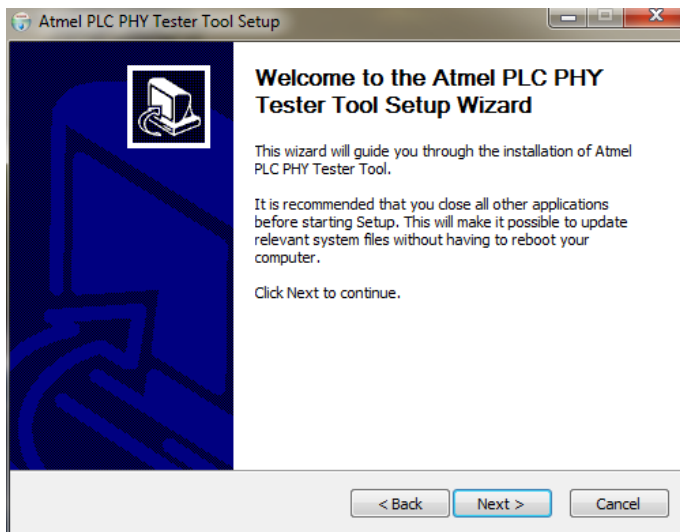 Atmel PLC PHY Tester Tool Setup
Welcome to the Atmel PLC PHY
Tester Tool Setup Wizard
This wizard will guide you through the installation of Atmel
PLC PHY Tester Tool.
It is recommended that you close all other applications
before starting Setup. This will make it possible to update
relevant system files without having to reboot your
computer.
Click Next to continue.
< Back Next > Cancel